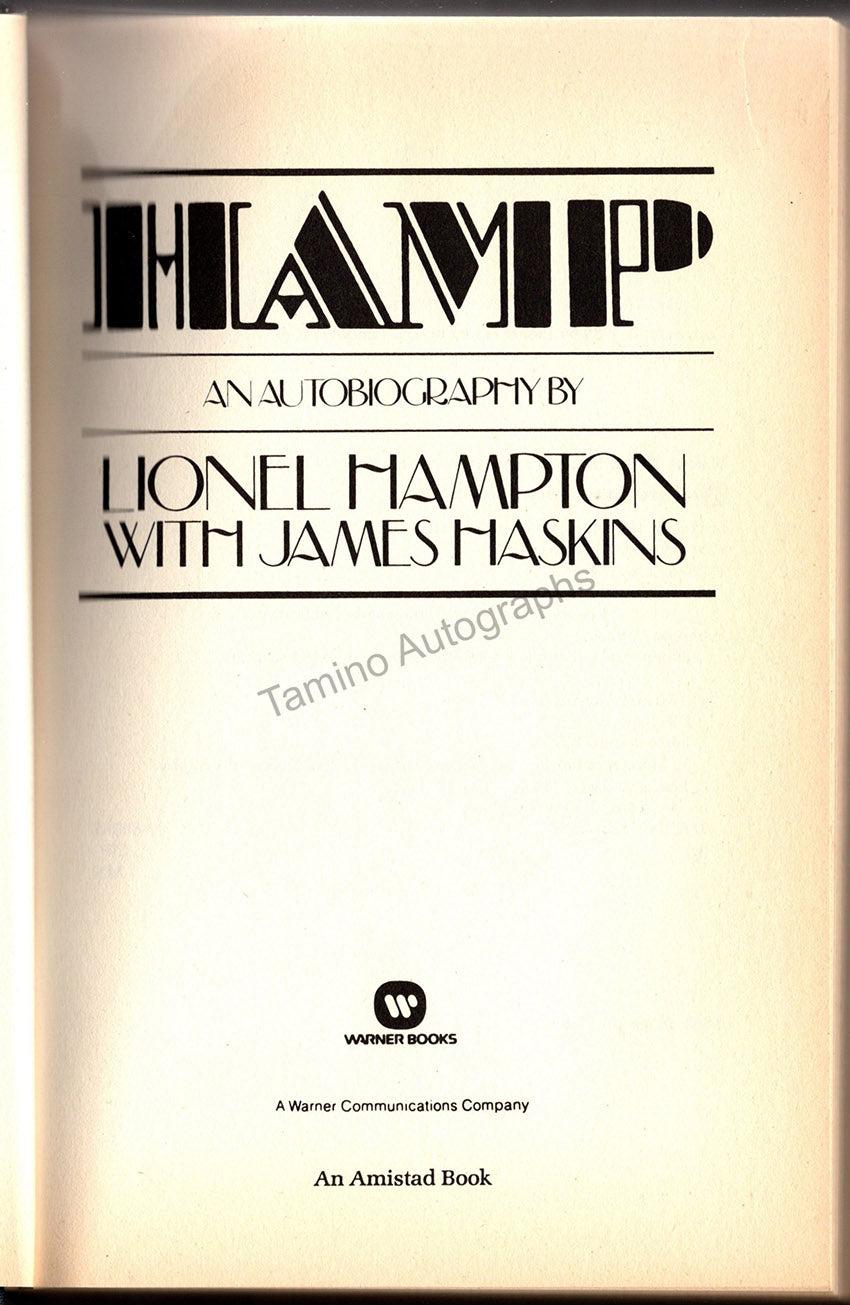 HAMP
AN AUTOBIOGRAPHY BY
LIONEL HAMPTON
WITH JAMES HASKINS
Tamino Autographs
WARNER BOOKS
A Warner Communications Company
An Amistad Book